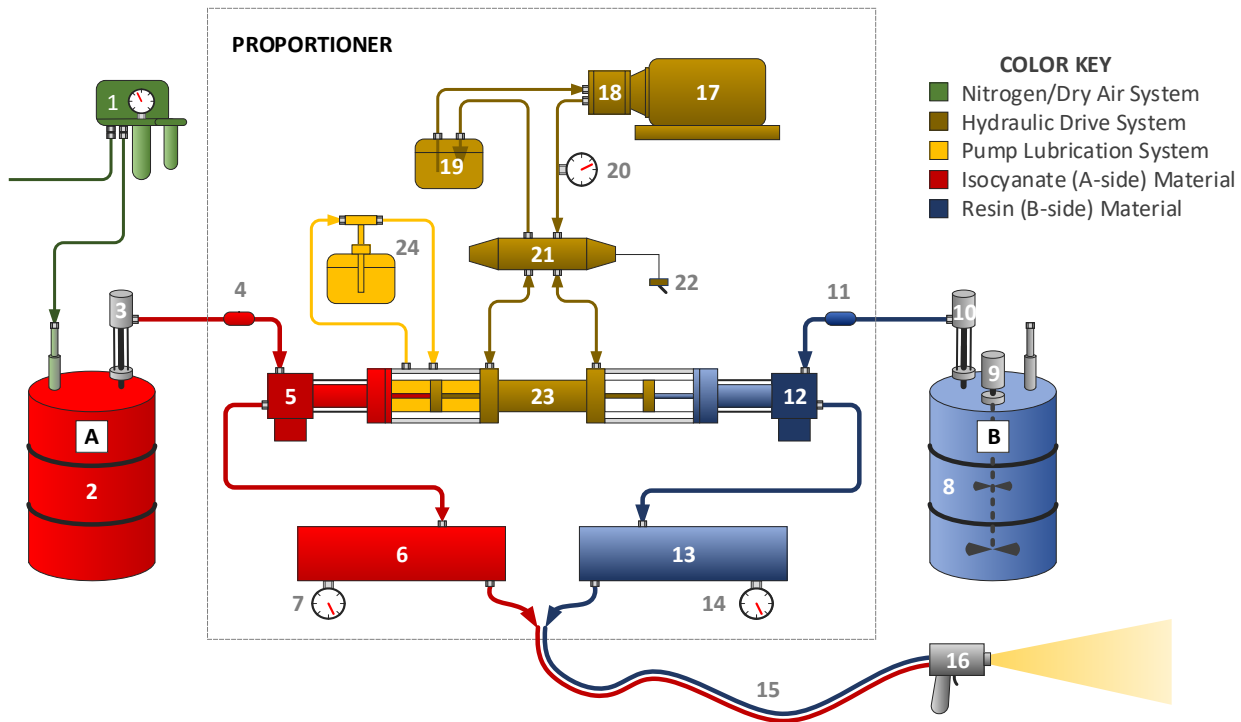 PROPORTIONER
COLOR KEY
Nitrogen/Dry Air System
Hydraulic Drive System
Pump Lubrication System
Isocyanate (A-side) Material
Resin (B-side) Material
1
18
17
19
20
24
21
22
4
11
3
10
9
5
23
12
A
B
2
8
6
13
7
14
15
16